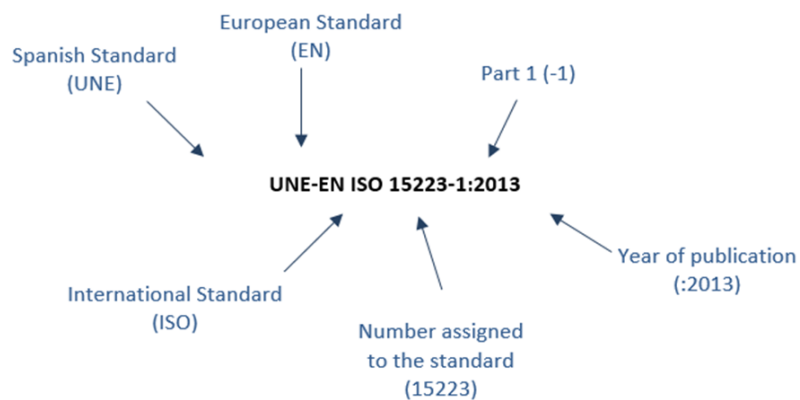 European Standard
(EN)
Spanish Standard
(UNE)
Part 1 (-1)
UNE-EN ISO 15223-1:2013
Year of publication
(:2013)
International Standard
(ISO)
Number assigned
to the standard
(15223)